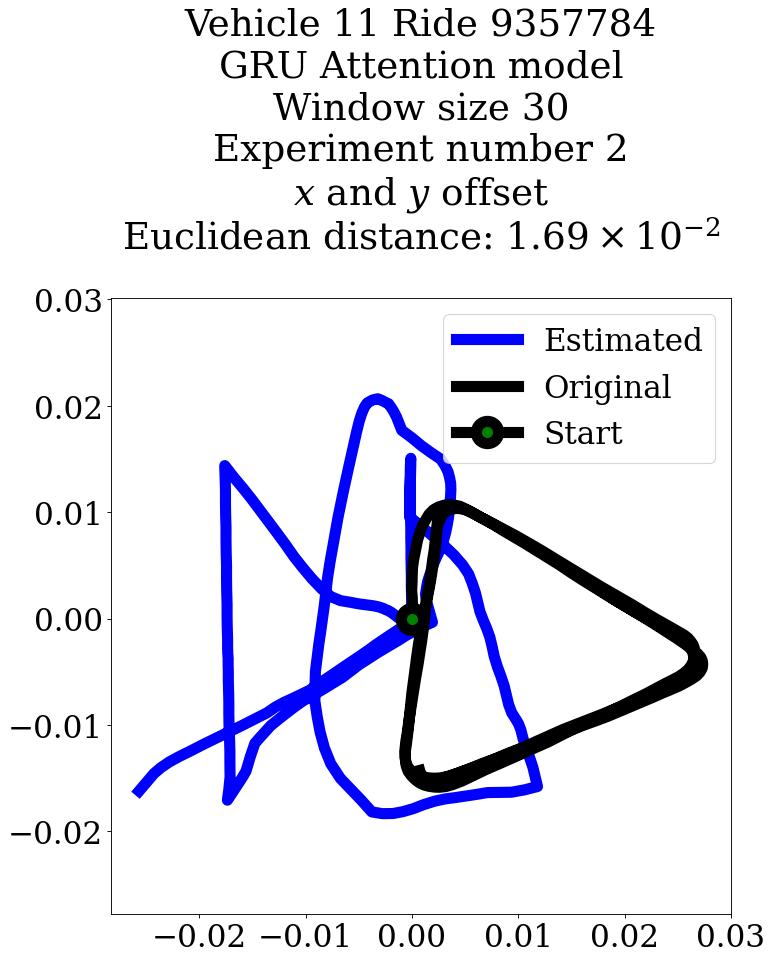 Vehicle 11 Ride 9357784
GRU Attention model
Window size 30
Experiment number 2
x and y offset
Euclidean distance: 1.69 × 10⁻²
0.03
Estimated
Original
Start
0.02
0.01
0.00
−0.01
−0.02
−0.02 −0.01 0.00 0.01 0.02 0.03